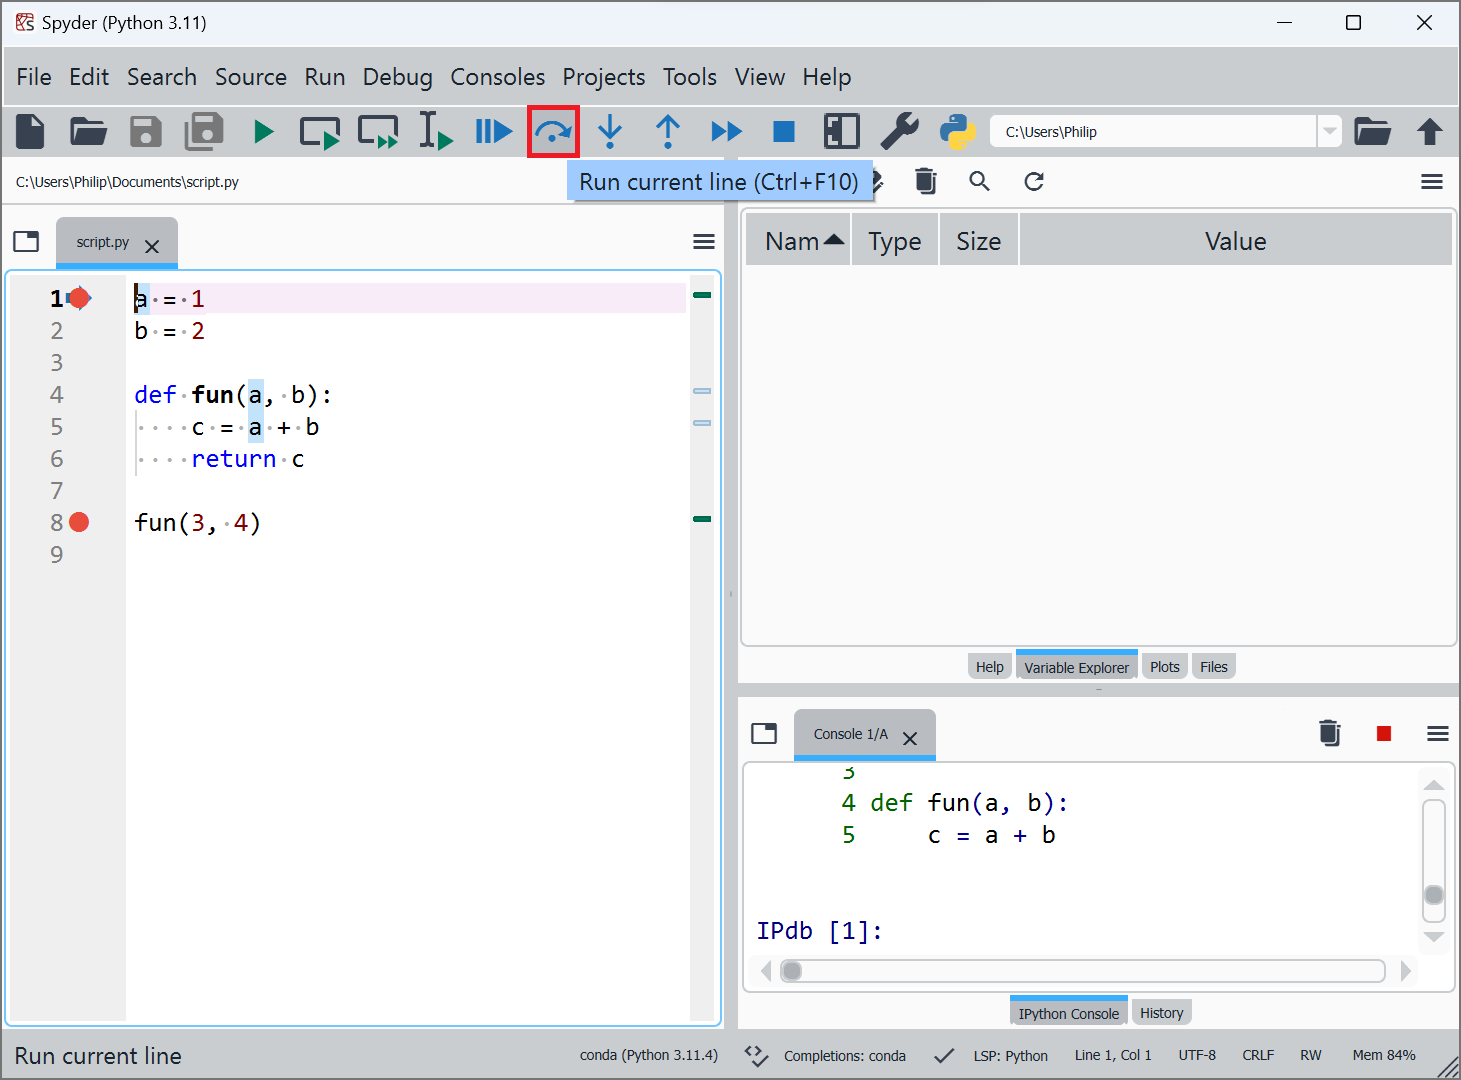 Spyder (Python 3.11)
File Edit Search Source Run Debug Consoles Projects Tools View Help
C:\Users\Philip
C:\Users\Philip\Documents\script.py
Run current line (Ctrl+F10)
script.py
1 a = 1
2 b = 2
3
4 def fun(a, b):
5 c = a + b
6 return c
7
8 fun(3, 4)
9
Nam Type Size Value
Help Variable Explorer Plots Files
Console 1/A
3
4 def fun(a, b):
5 c = a + b
IPdb [1]:
IPython Console History
Run current line conda (Python 3.11.4) Completions: conda LSP: Python Line 1, Col 1 UTF-8 CRLF RW Mem 84%